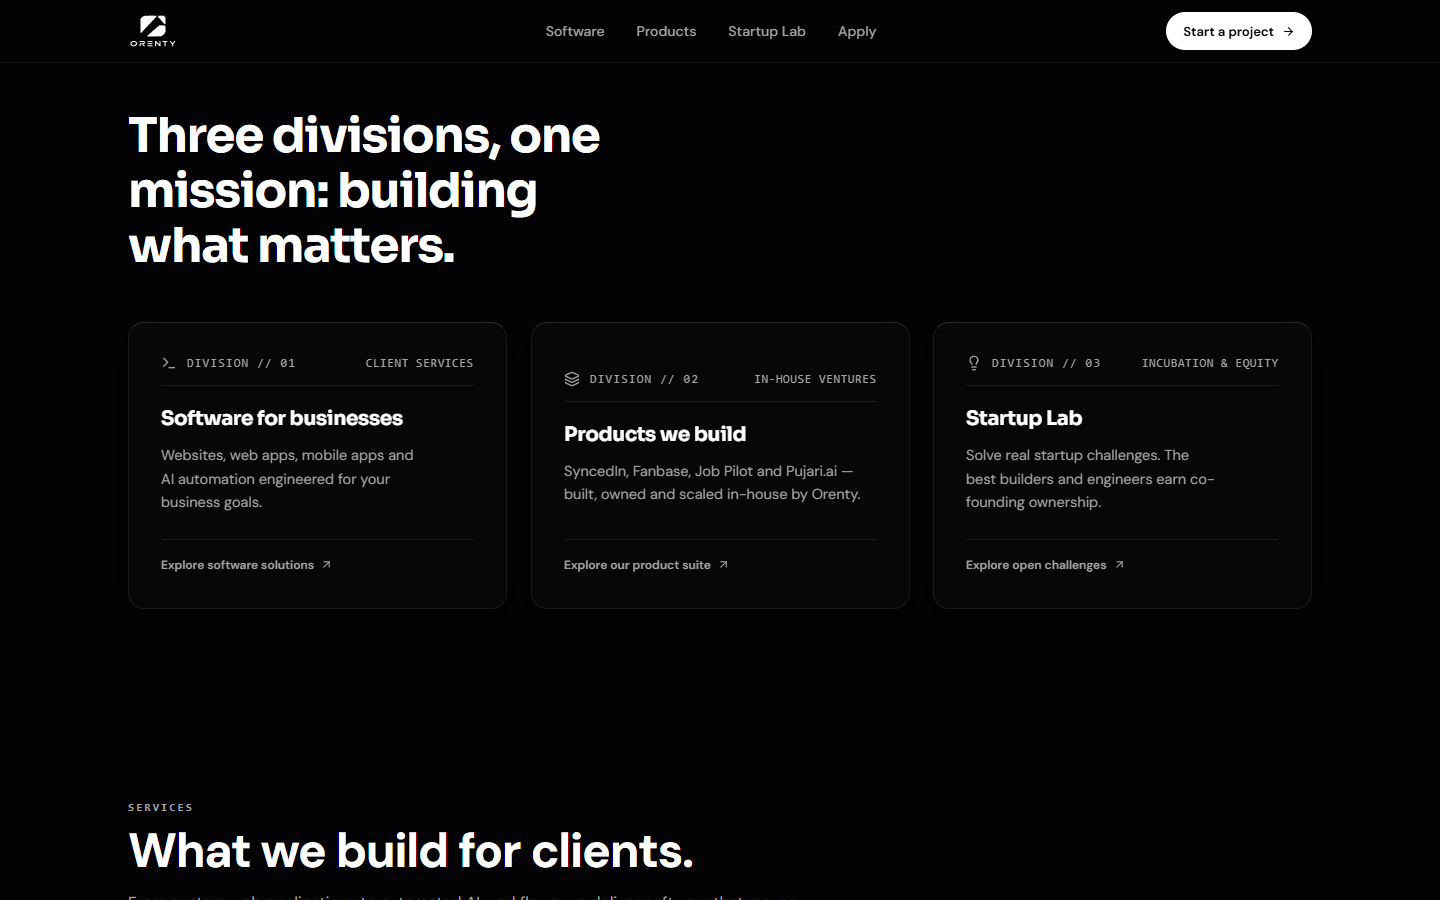 ORENTY
Software
Products
Startup Lab
Apply
Start a project →
Three divisions, one
mission: building
what matters.
DIVISION // 01
CLIENT SERVICES
Software for businesses
Websites, web apps, mobile apps and
AI automation engineered for your
business goals.
Explore software solutions ↗
DIVISION // 02
IN-HOUSE VENTURES
Products we build
SyncedIn, Fanbase, Job Pilot and Pujari.ai —
built, owned and scaled in-house by Orenty.
Explore our product suite ↗
DIVISION // 03
INCUBATION & EQUITY
Startup Lab
Solve real startup challenges. The
best builders and engineers earn co-
founding ownership.
Explore open challenges ↗
SERVICES
What we build for clients.